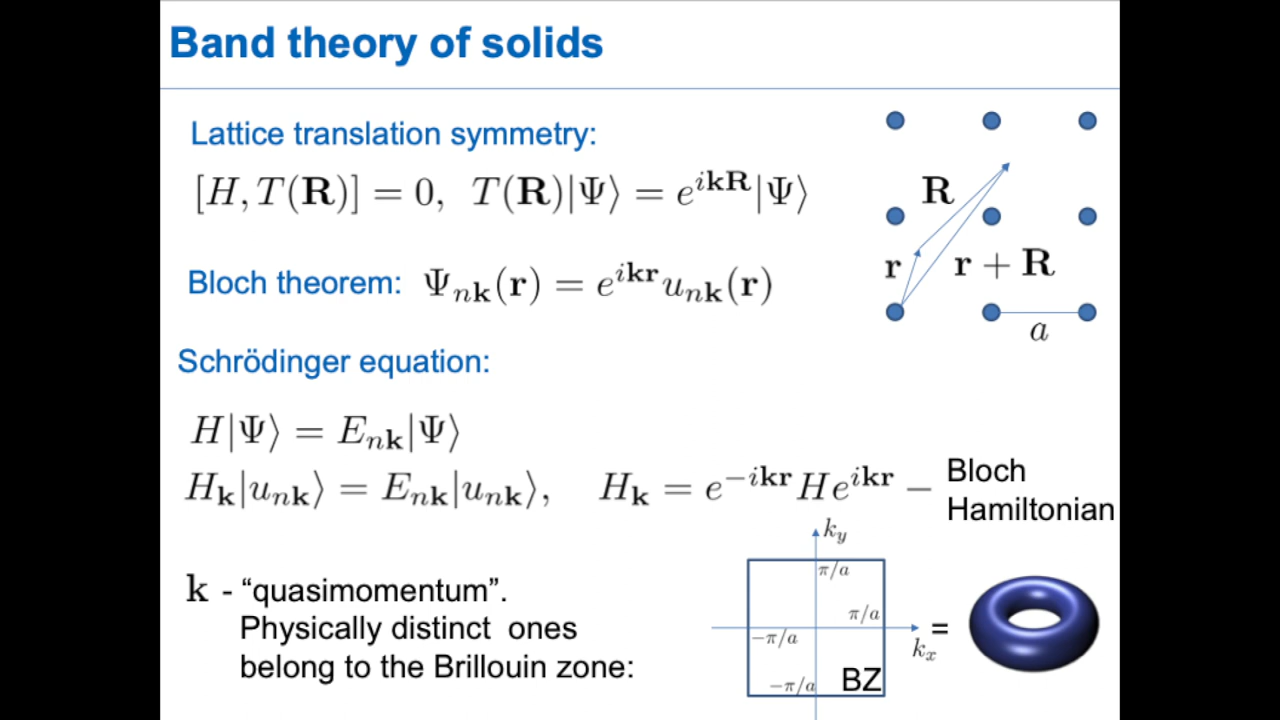 Band theory of solids
Lattice translation symmetry:
[H, T(𝐑)] = 0, T(𝐑)|Ψ⟩ = e^{i𝐤𝐑}|Ψ⟩
Bloch theorem: Ψ_{n𝐤}(𝐫) = e^{i𝐤𝐫} u_{n𝐤}(𝐫)
𝐑
𝐫
𝐫 + 𝐑
a
Schrödinger equation:
H|Ψ⟩ = E_{n𝐤}|Ψ⟩
H_𝐤|u_{n𝐤}⟩ = E_{n𝐤}|u_{n𝐤}⟩, H_𝐤 = e^{−i𝐤𝐫} H e^{i𝐤𝐫} − Bloch
Hamiltonian
𝐤 - “quasimomentum”.
Physically distinct ones
belong to the Brillouin zone:
k_y
π/a
π/a
−π/a
k_x
−π/a
BZ
=